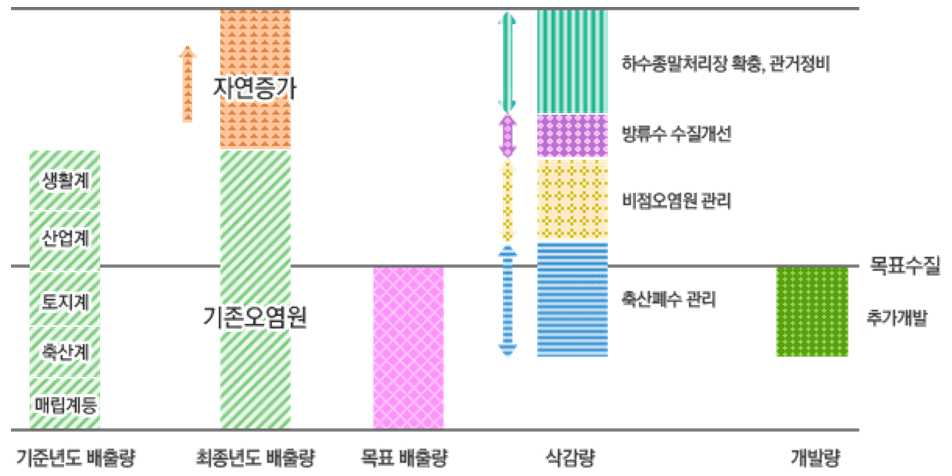 자연증가
생활계
산업계
토지계
축산계
매립계등
기존오염원
하수종말처리장 확충, 관거정비
방류수 수질개선
비점오염원 관리
축산폐수 관리
목표수질
추가개발
기준년도 배출량
최종년도 배출량
목표 배출량
삭감량
개발량